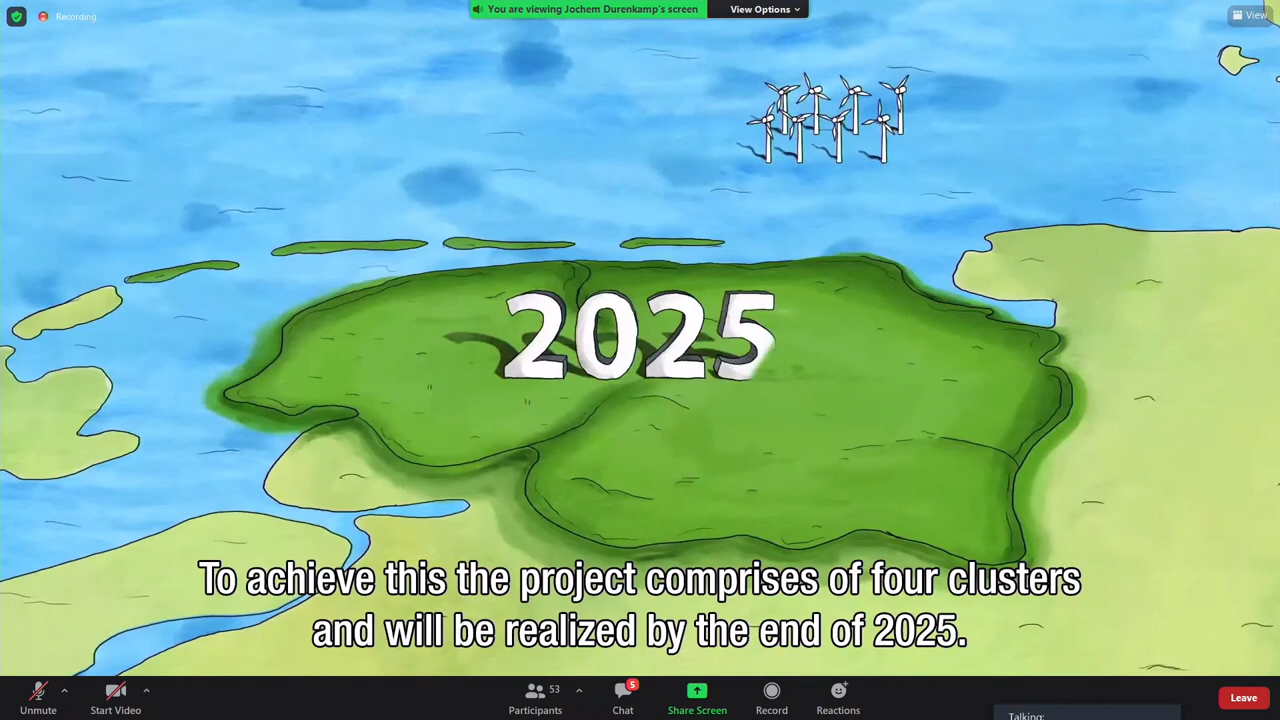 Recording
You are viewing Jochem Durenkamp's screen
View Options
View
2025
To achieve this the project comprises of four clusters
and will be realized by the end of 2025.
Unmute
Start Video
53
Participants
5
Chat
Share Screen
Record
Reactions
Talking:
Leave